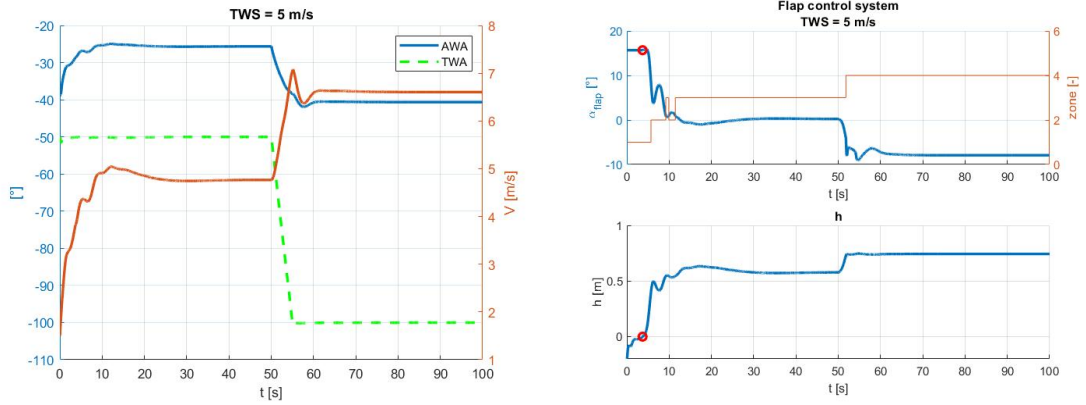 TWS = 5 m/s
-20
-30
-40
-50
-60
-70
-80
-90
-100
-110
[°]
8
7
6
5
4
3
2
1
V [m/s]
AWA
TWA
0 10 20 30 40 50 60 70 80 90 100
t [s]
Flap control system
TWS = 5 m/s
20
10
0
-10
α flap [°]
6
4
2
0
zone [-]
0 10 20 30 40 50 60 70 80 90 100
t [s]
h
1
0.5
0
h [m]
0 10 20 30 40 50 60 70 80 90 100
t [s]